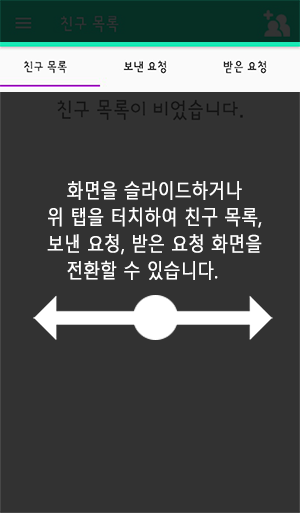 친구 목록
친구 목록 보낸 요청 받은 요청
친구 목록이 비었습니다.
화면을 슬라이드하거나
위 탭을 터치하여 친구 목록,
보낸 요청, 받은 요청 화면을
전환할 수 있습니다.